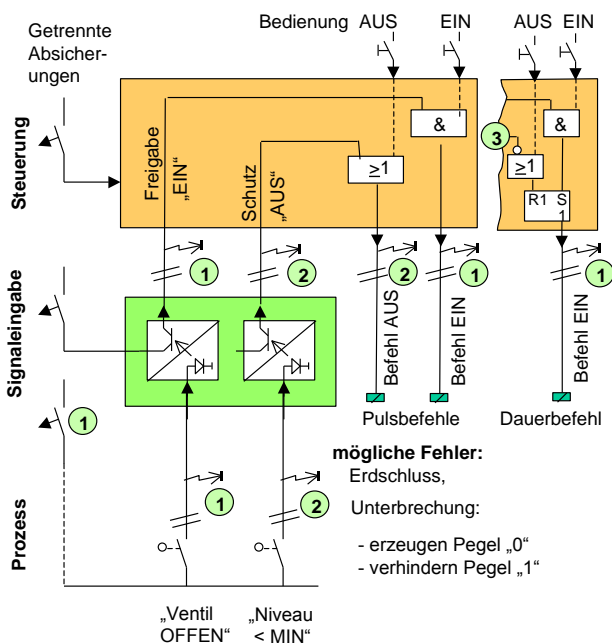 Getrennte
Absicher-
ungen
Bedienung AUS EIN
AUS EIN
Steuerung
Freigabe
„EIN“
Schutz
„AUS“
&
≥1
&
3
≥1
R1 S
1
1
2
2
1
1
Signaleingabe
Befehl AUS
Befehl EIN
Befehl EIN
Pulsbefehle
Dauerbefehl
1
mögliche Fehler:
Erdschluss,
Unterbrechung:
- erzeugen Pegel „0“
- verhindern Pegel „1“
1
2
Prozess
„Ventil
OFFEN“
„Niveau
< MIN“